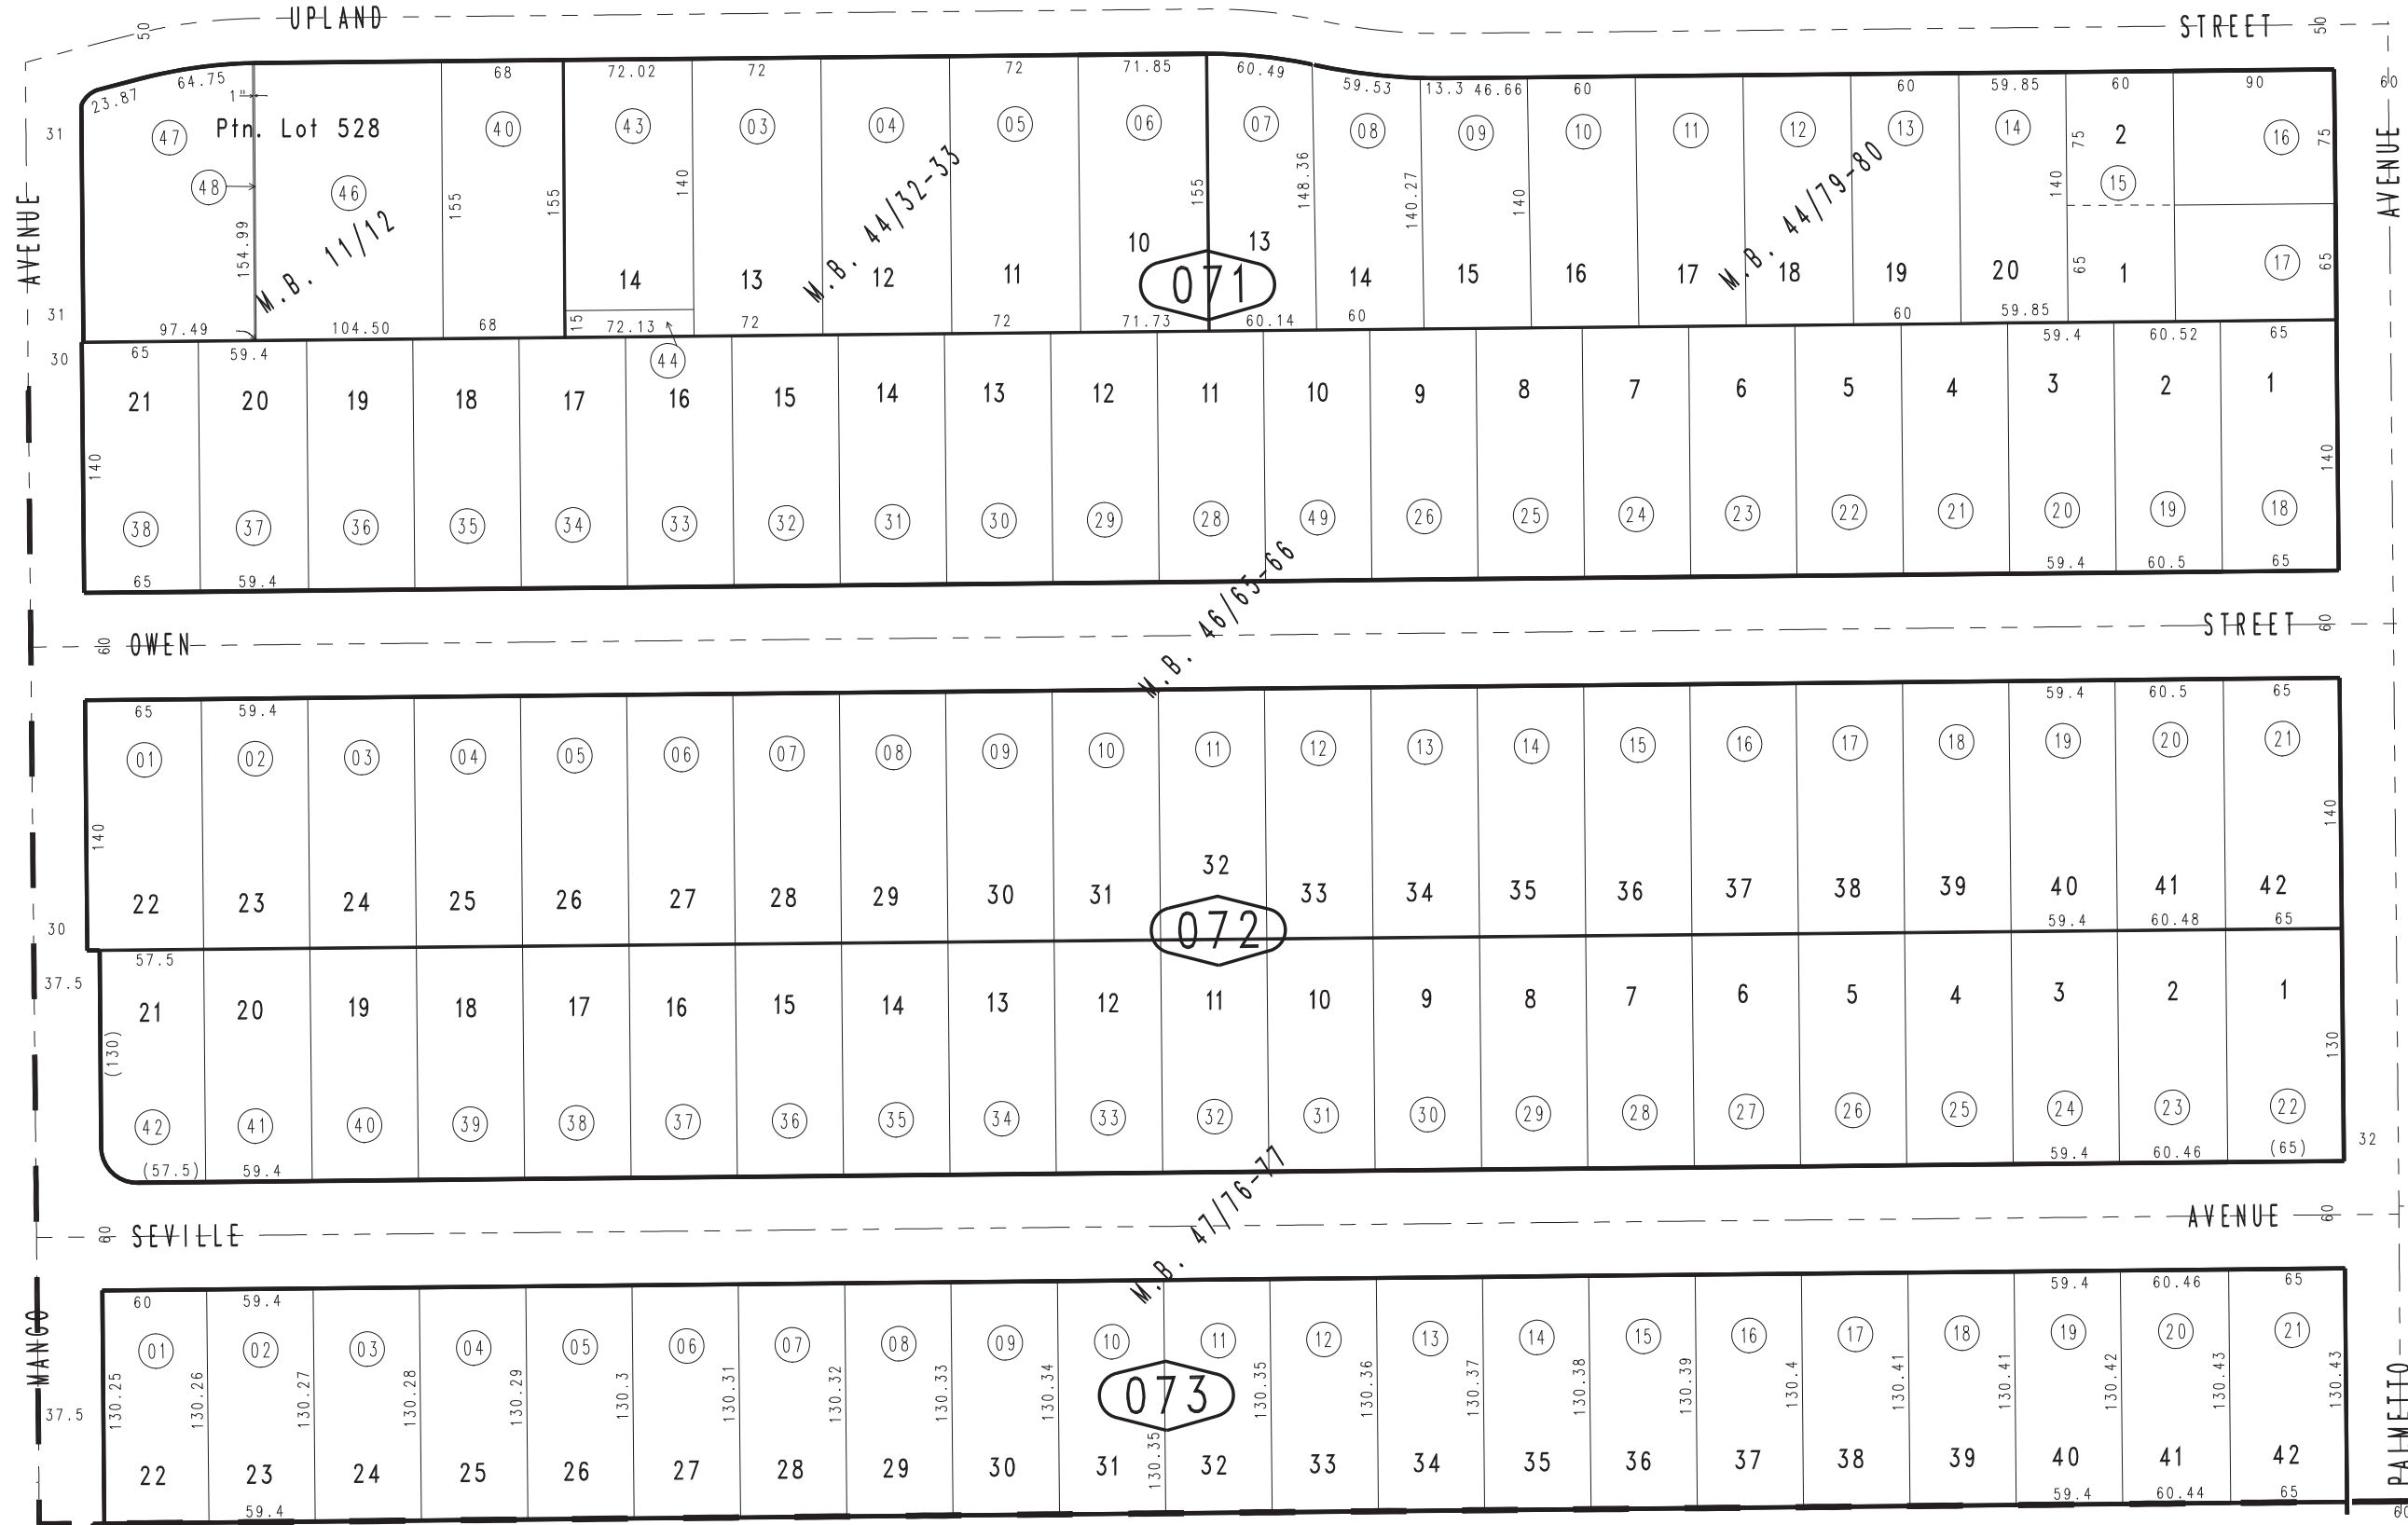 UPLAND STREET
50 50
23.87 64.75 68 72.02 72 72 71.85 60.49 59.53 13.3 46.66 60 60 59.85 60 90 60
1"
31 47 Ptn. Lot 528 40 43 03 04 05 06 07 08 09 10 11 12 13 14 2 16
75 75
48 46 15
AVENUE AVENUE
154.99 155 155 140 155 148.36 140.27 140 140
M.B. 11/12
M.B. 44/32-33
M.B. 44/79-80
10 13
14 13 12 11 071 14 15 16 17 18 19 20 1 17
65 65
31 97.49 104.50 68 15 72.13 72 72 71.73 60.14 60 60 59.85
30 65 59.4 44 59.4 60.52 65
21 20 19 18 17 16 15 14 13 12 11 10 9 8 7 6 5 4 3 2 1
140 140
38 37 36 35 34 33 32 31 30 29 28 49 26 25 24 23 22 21 20 19 18
65 59.4 59.4 60.5 65
M.B. 46/65-66
60 OWEN STREET 60
65 59.4 59.4 60.5 65
01 02 03 04 05 06 07 08 09 10 11 12 13 14 15 16 17 18 19 20 21
140 140
32
22 23 24 25 26 27 28 29 30 31 33 34 35 36 37 38 39 40 41 42
30 072 59.4 60.48 65
57.5
37.5
21 20 19 18 17 16 15 14 13 12 11 10 9 8 7 6 5 4 3 2 1
(130) 130
42 41 40 39 38 37 36 35 34 33 32 31 30 29 28 27 26 25 24 23 22
32
(57.5) 59.4 59.4 60.46 (65)
M.B. 47/76-77
60 SEVILLE AVENUE 60
60 59.4 59.4 60.46 65
01 02 03 04 05 06 07 08 09 10 11 12 13 14 15 16 17 18 19 20 21
MANGO PALMETTO
130.25 130.26 130.27 130.28 130.29 130.3 130.31 130.32 130.33 130.34 130.35 130.35 130.36 130.37 130.38 130.39 130.4 130.41 130.41 130.42 130.43 130.43
37.5 073
22 23 24 25 26 27 28 29 30 31 32 33 34 35 36 37 38 39 40 41 42
59.4 59.4 60.44 65